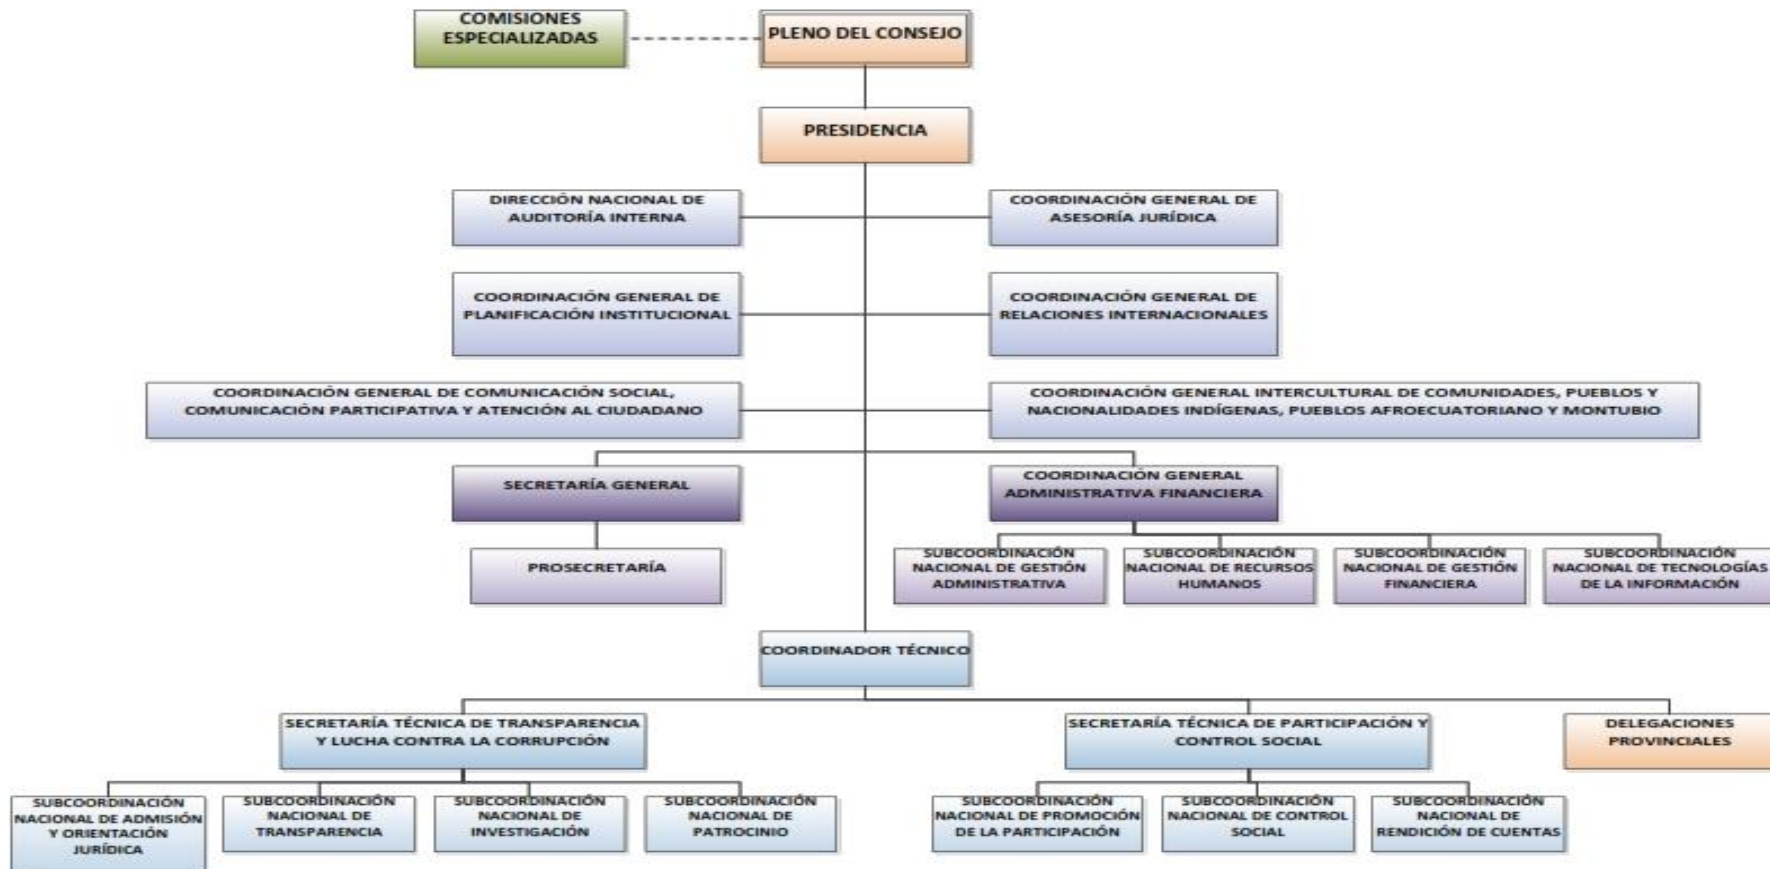 COMISIONES
ESPECIALIZADAS
PLENO DEL CONSEJO
PRESIDENCIA
DIRECCIÓN NACIONAL DE
AUDITORÍA INTERNA
COORDINACIÓN GENERAL DE
ASESORÍA JURÍDICA
COORDINACIÓN GENERAL DE
PLANIFICACIÓN INSTITUCIONAL
COORDINACIÓN GENERAL DE
RELACIONES INTERNACIONALES
COORDINACIÓN GENERAL DE COMUNICACIÓN SOCIAL,
COMUNICACIÓN PARTICIPATIVA Y ATENCIÓN AL CIUDADANO
COORDINACIÓN GENERAL INTERCULTURAL DE COMUNIDADES, PUEBLOS Y
NACIONALIDADES INDÍGENAS, PUEBLOS AFROECUATORIANO Y MONTUBIO
SECRETARÍA GENERAL
COORDINACIÓN GENERAL
ADMINISTRATIVA FINANCIERA
PROSECRETARÍA
SUBCOORDINACIÓN
NACIONAL DE GESTIÓN
ADMINISTRATIVA
SUBCOORDINACIÓN
NACIONAL DE RECURSOS
HUMANOS
SUBCOORDINACIÓN
NACIONAL DE GESTIÓN
FINANCIERA
SUBCOORDINACIÓN
NACIONAL DE TECNOLOGÍAS
DE LA INFORMACIÓN
COORDINADOR TÉCNICO
SECRETARÍA TÉCNICA DE TRANSPARENCIA
Y LUCHA CONTRA LA CORRUPCIÓN
SECRETARÍA TÉCNICA DE PARTICIPACIÓN Y
CONTROL SOCIAL
DELEGACIONES
PROVINCIALES
SUBCOORDINACIÓN
NACIONAL DE ADMISIÓN
Y ORIENTACIÓN
JURÍDICA
SUBCOORDINACIÓN
NACIONAL DE
TRANSPARENCIA
SUBCOORDINACIÓN
NACIONAL DE
INVESTIGACIÓN
SUBCOORDINACIÓN
NACIONAL DE
PATROCINIO
SUBCOORDINACIÓN
NACIONAL DE PROMOCIÓN
DE LA PARTICIPACIÓN
SUBCOORDINACIÓN
NACIONAL DE CONTROL
SOCIAL
SUBCOORDINACIÓN
NACIONAL DE
RENDICIÓN DE CUENTAS